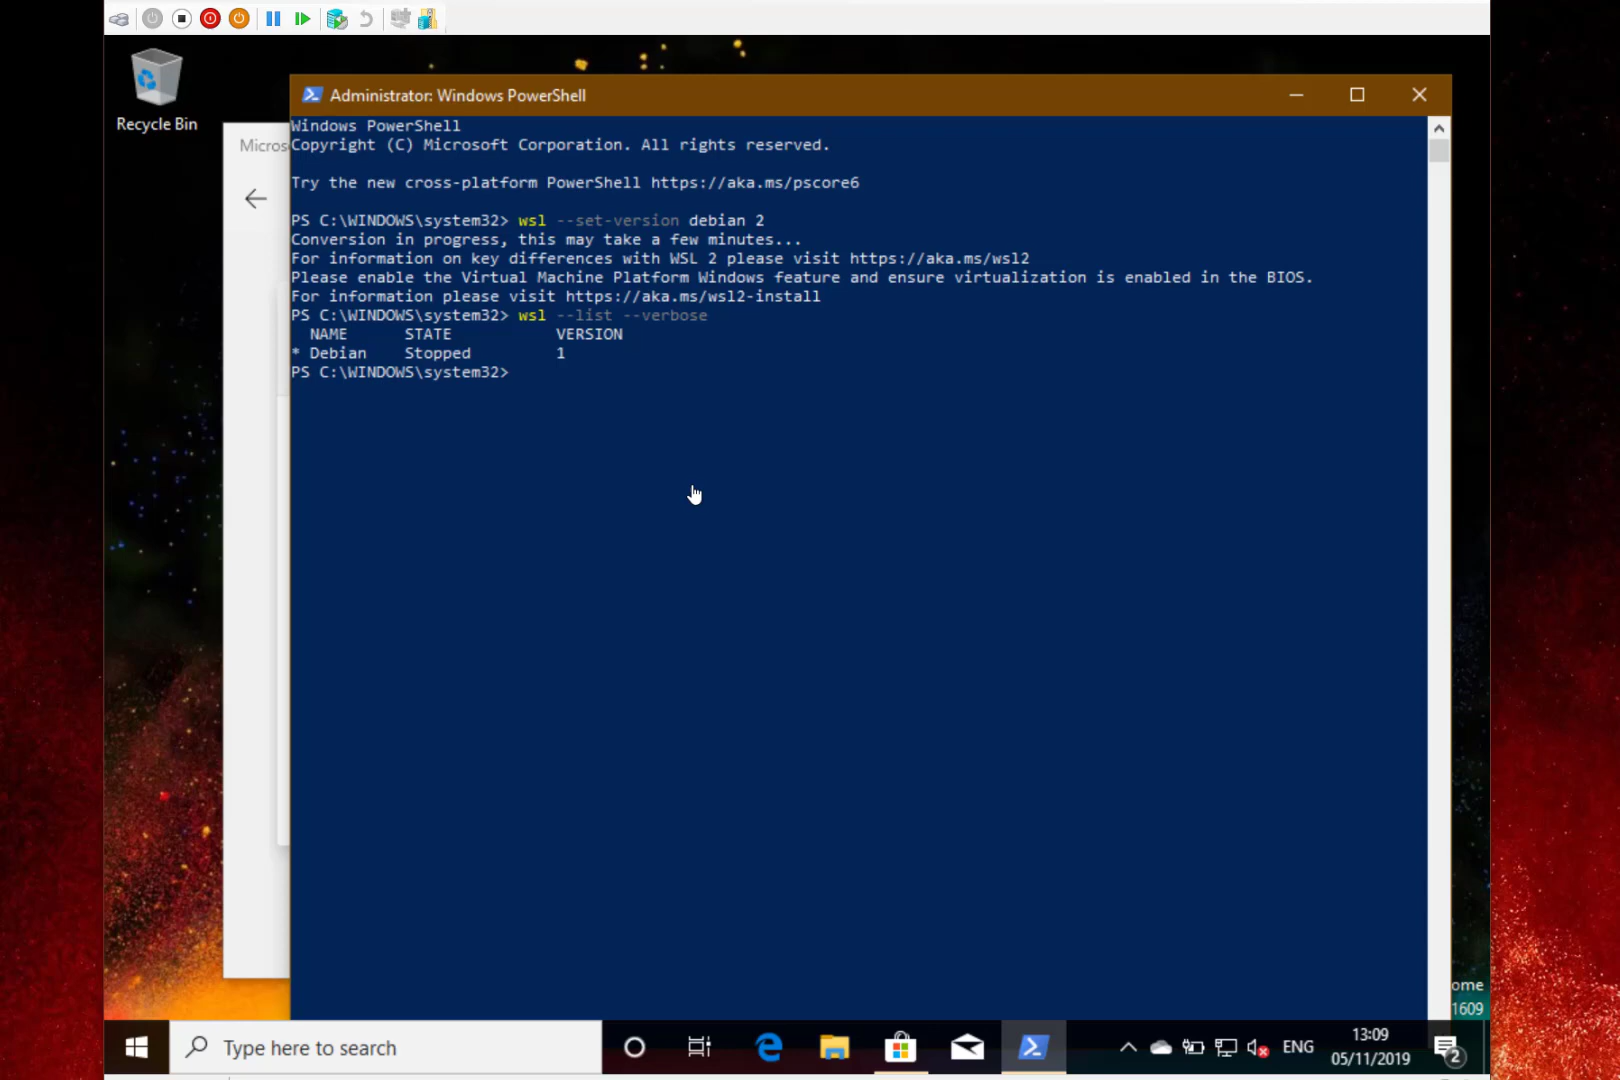 Recycle Bin
Micros
Administrator: Windows PowerShell
Windows PowerShell
Copyright (C) Microsoft Corporation. All rights reserved.
Try the new cross-platform PowerShell https://aka.ms/pscore6
PS C:\WINDOWS\system32> wsl --set-version debian 2
Conversion in progress, this may take a few minutes...
For information on key differences with WSL 2 please visit https://aka.ms/wsl2
Please enable the Virtual Machine Platform Windows feature and ensure virtualization is enabled in the BIOS.
For information please visit https://aka.ms/wsl2-install
PS C:\WINDOWS\system32> wsl --list --verbose
NAME STATE VERSION
* Debian Stopped 1
PS C:\WINDOWS\system32>
ome
1609
Type here to search
ENG
13:09
05/11/2019
2